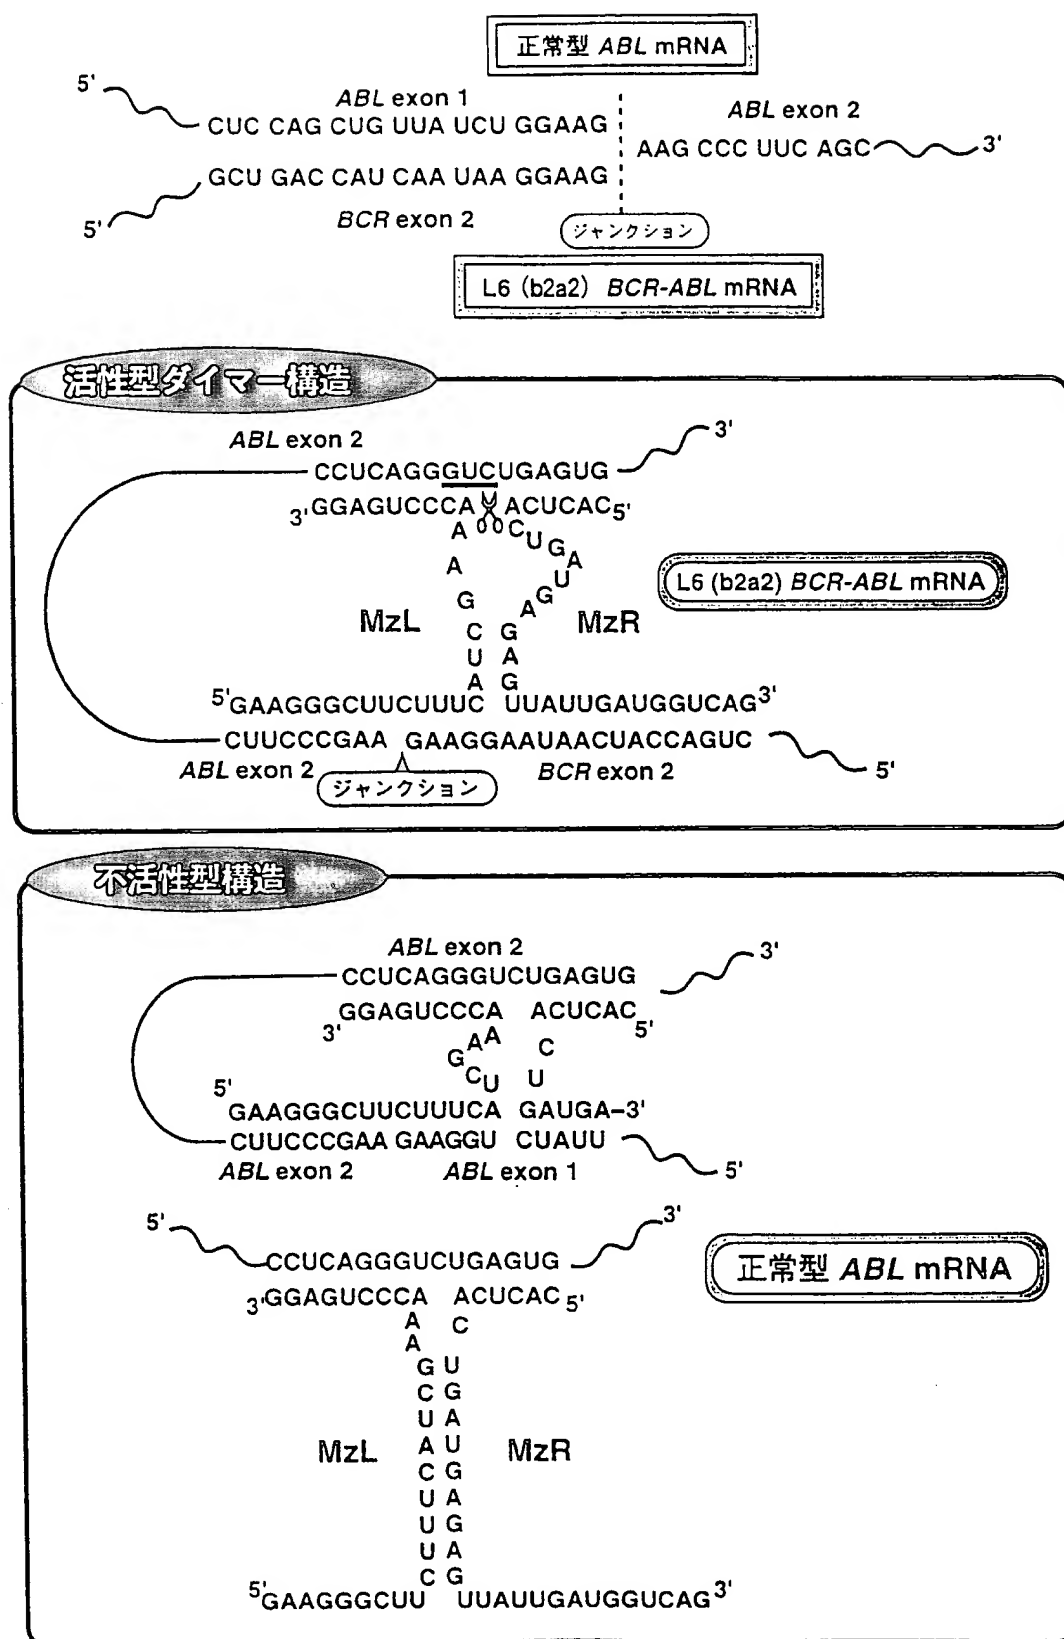 正常型 ABL mRNA
5'
ABL exon 1
CUC CAG CUG UUA UCU GGAAG
ABL exon 2
AAG CCC UUC AGC
3'
GCU GAC CAU CAA UAA GGAAG
5'
BCR exon 2
ジャンクション
L6 (b2a2) BCR-ABL mRNA
活性型ダイマー構造
ABL exon 2
3'
CCUCAGGGUCUGAGUG
3'GGAGUCCCA ACUCAC5'
A
A
A
G
C
U
A
C
U
G
A
U
G
A
G
A
G
MzL
MzR
L6 (b2a2) BCR-ABL mRNA
5'GAAGGGCUUCUUUC UUAUUGAUGGUCAG3'
CUUCCCGAA GAAGGAAUAACUACCAGUC
5'
ABL exon 2
BCR exon 2
ジャンクション
不活性型構造
ABL exon 2
3'
CCUCAGGGUCUGAGUG
GGAGUCCCA ACUCAC
3'
5'
A
A
G
C
U
C
U
5'
GAAGGGCUUCUUUCA GAUGA-3'
CUUCCCGAA GAAGGU CUAUU
5'
ABL exon 2
ABL exon 1
5'
3'
CCUCAGGGUCUGAGUG
3'GGAGUCCCA ACUCAC5'
A C
A
G U
C G
U A
A U
C G
U A
U G
U A
C G
MzL
MzR
正常型 ABL mRNA
5'GAAGGGCUU UUAUUGAUGGUCAG3'